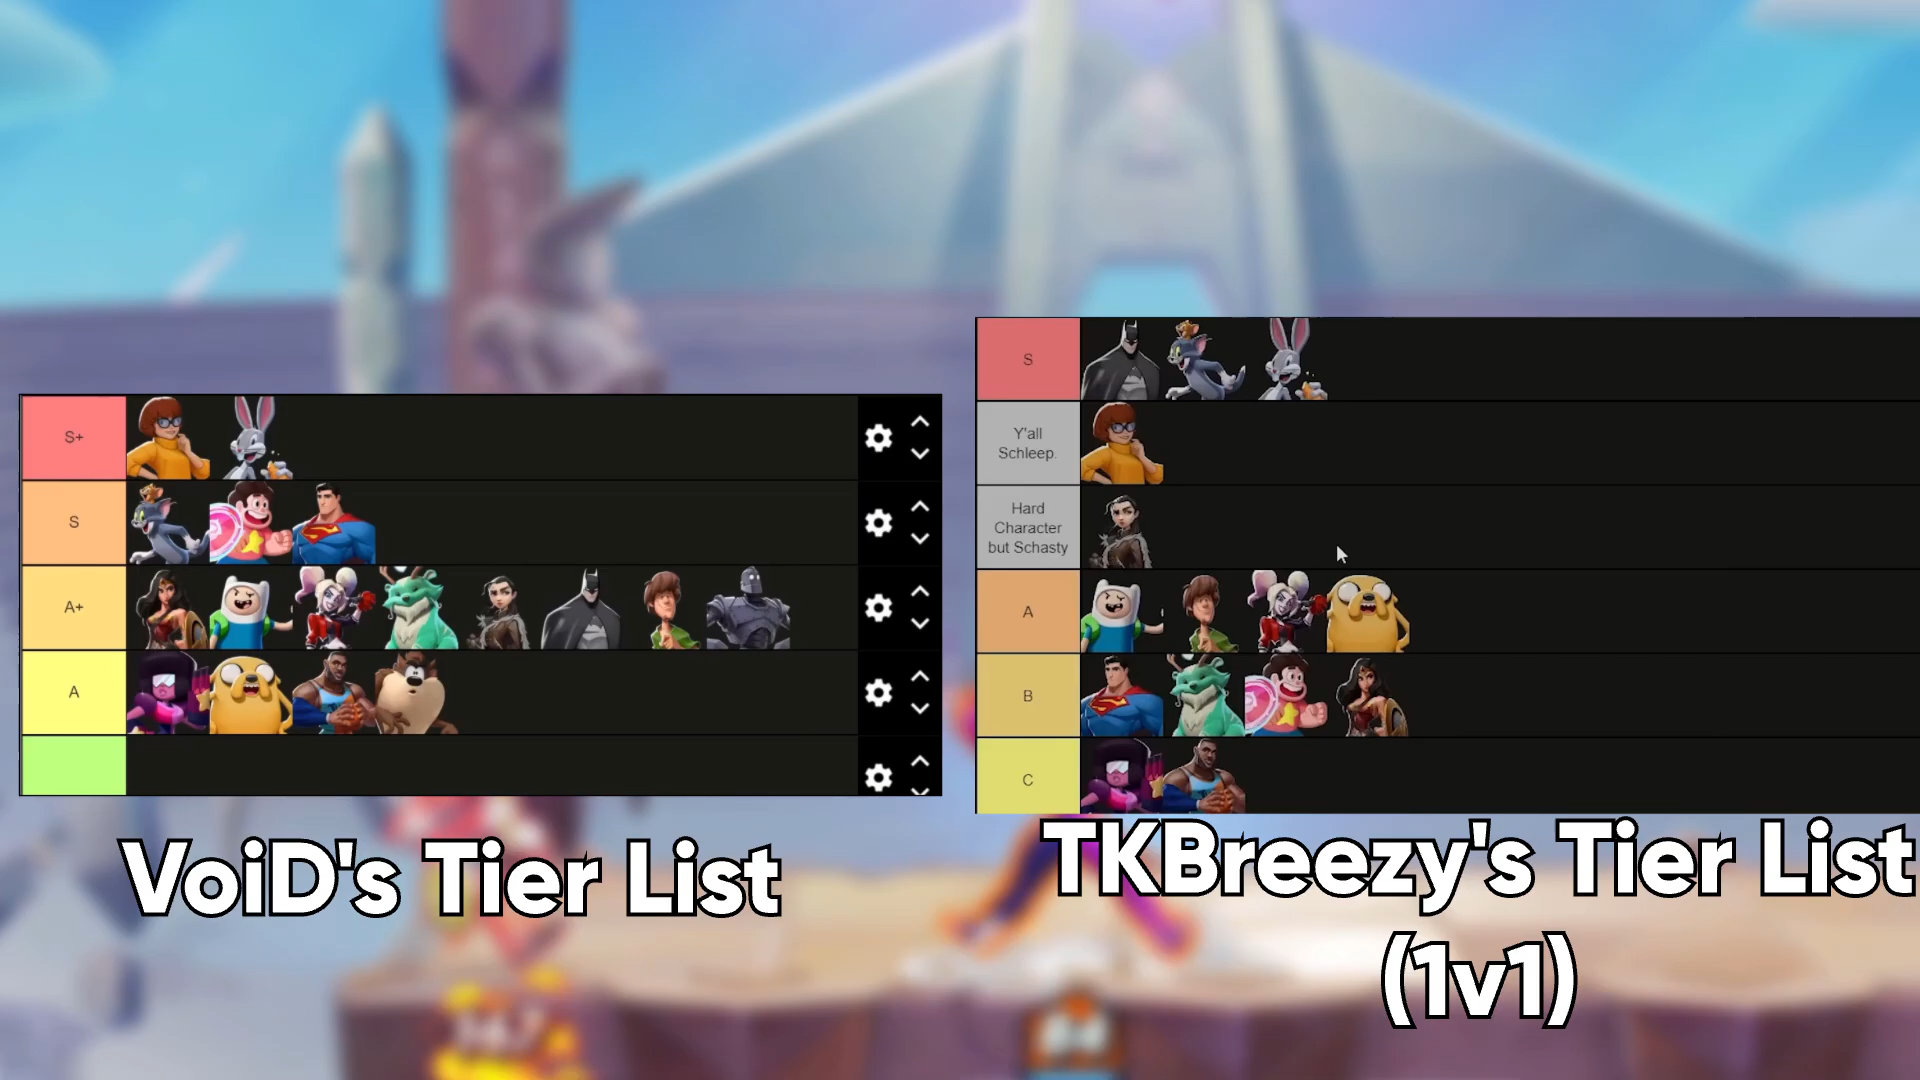 S+
S
A+
A
VoiD's Tier List
S
Y'all
Schleep.
Hard
Character
but Schasty
A
B
C
TKBreezy's Tier List
(1v1)